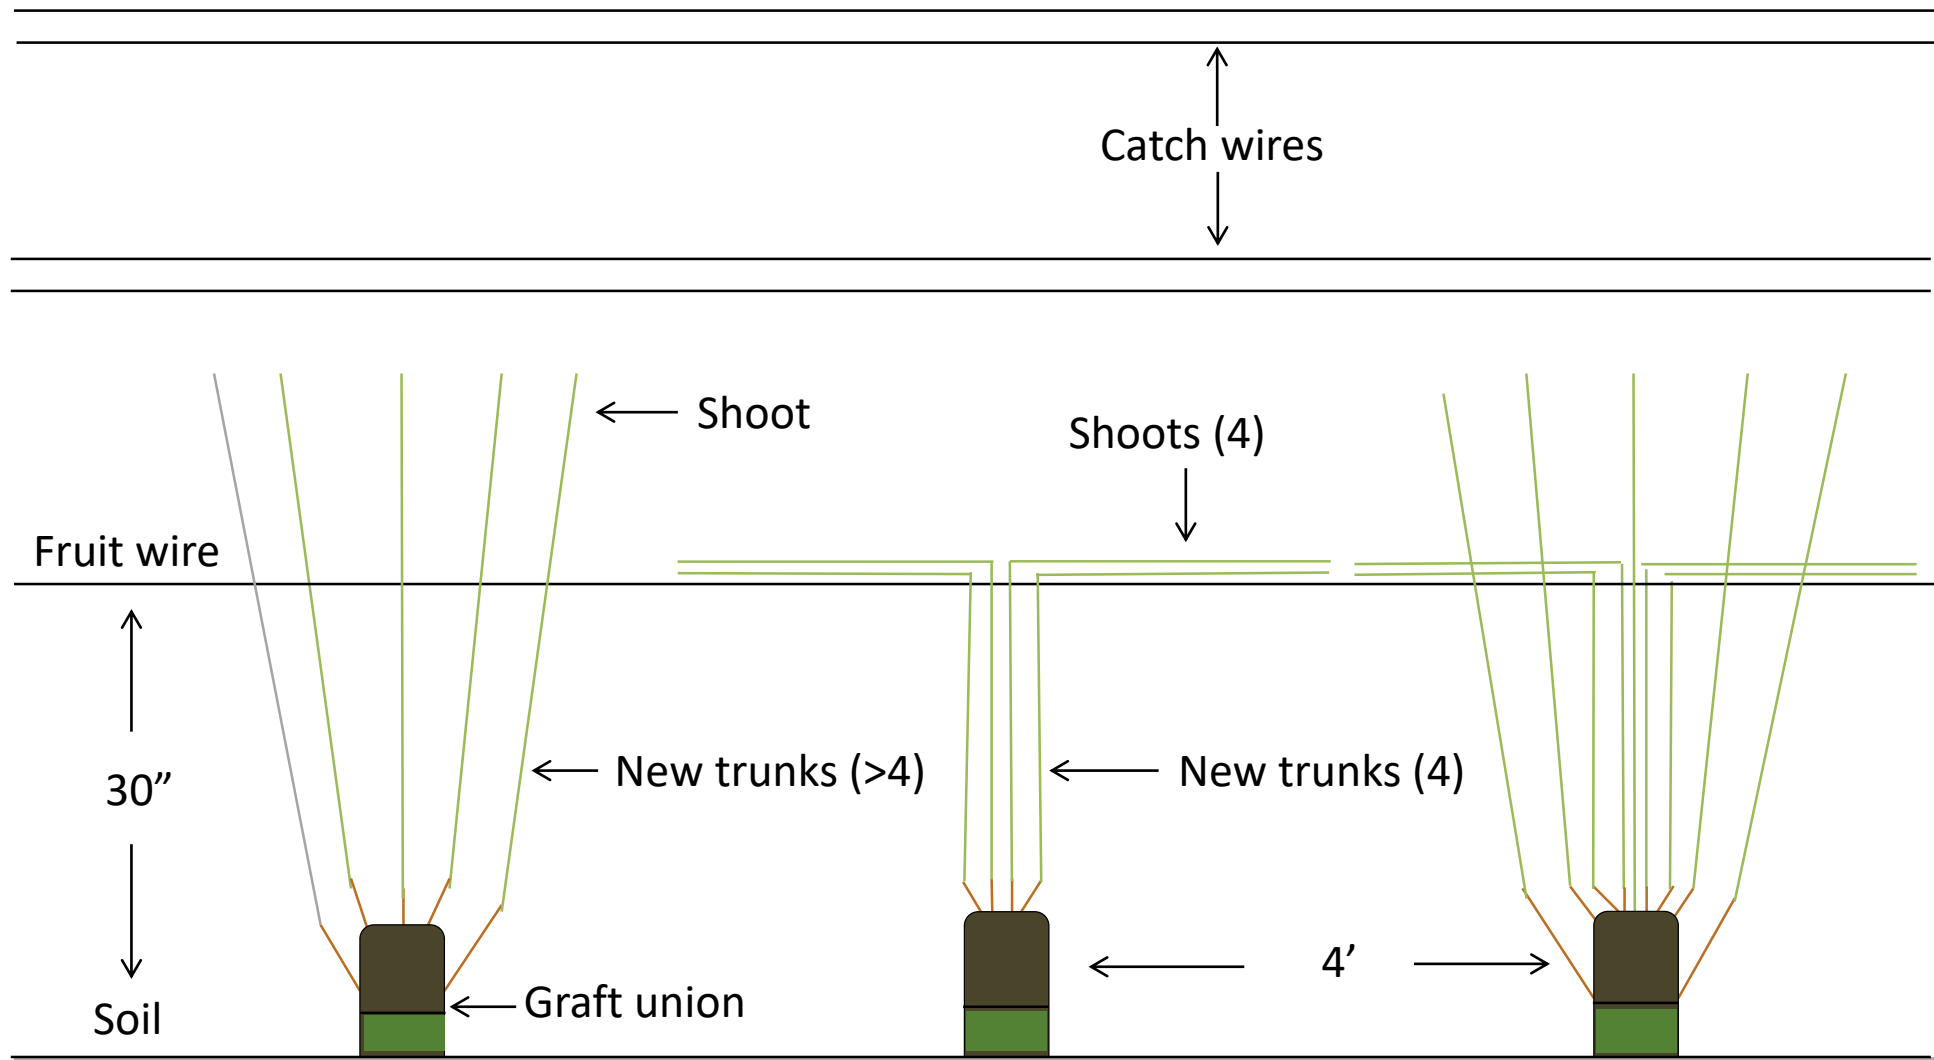 Catch wires
Shoot
Shoots (4)
Fruit wire
New trunks (>4)
New trunks (4)
30”
4’
Graft union
Soil